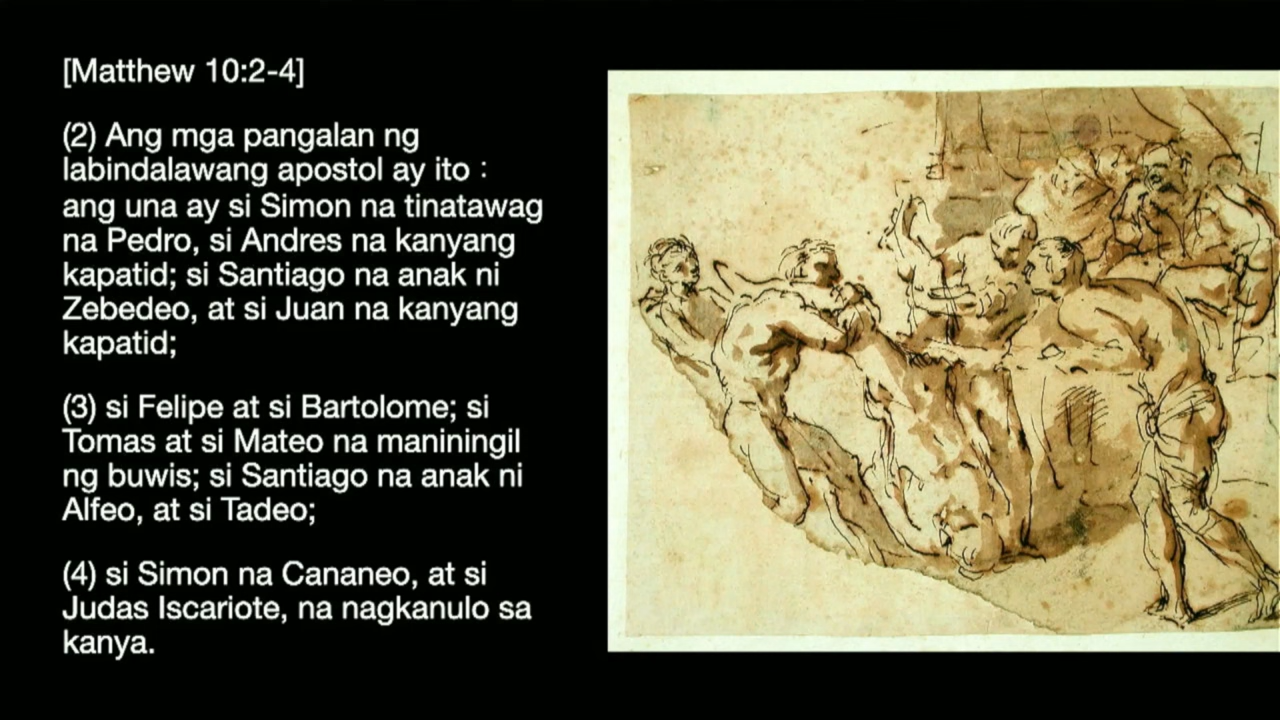 [Matthew 10:2-4]
(2) Ang mga pangalan ng
labindalawang apostol ay ito :
ang una ay si Simon na tinatawag
na Pedro, si Andres na kanyang
kapatid; si Santiago na anak ni
Zebedeo, at si Juan na kanyang
kapatid;
(3) si Felipe at si Bartolome; si
Tomas at si Mateo na maniningil
ng buwis; si Santiago na anak ni
Alfeo, at si Tadeo;
(4) si Simon na Cananeo, at si
Judas Iscariote, na nagkanulo sa
kanya.